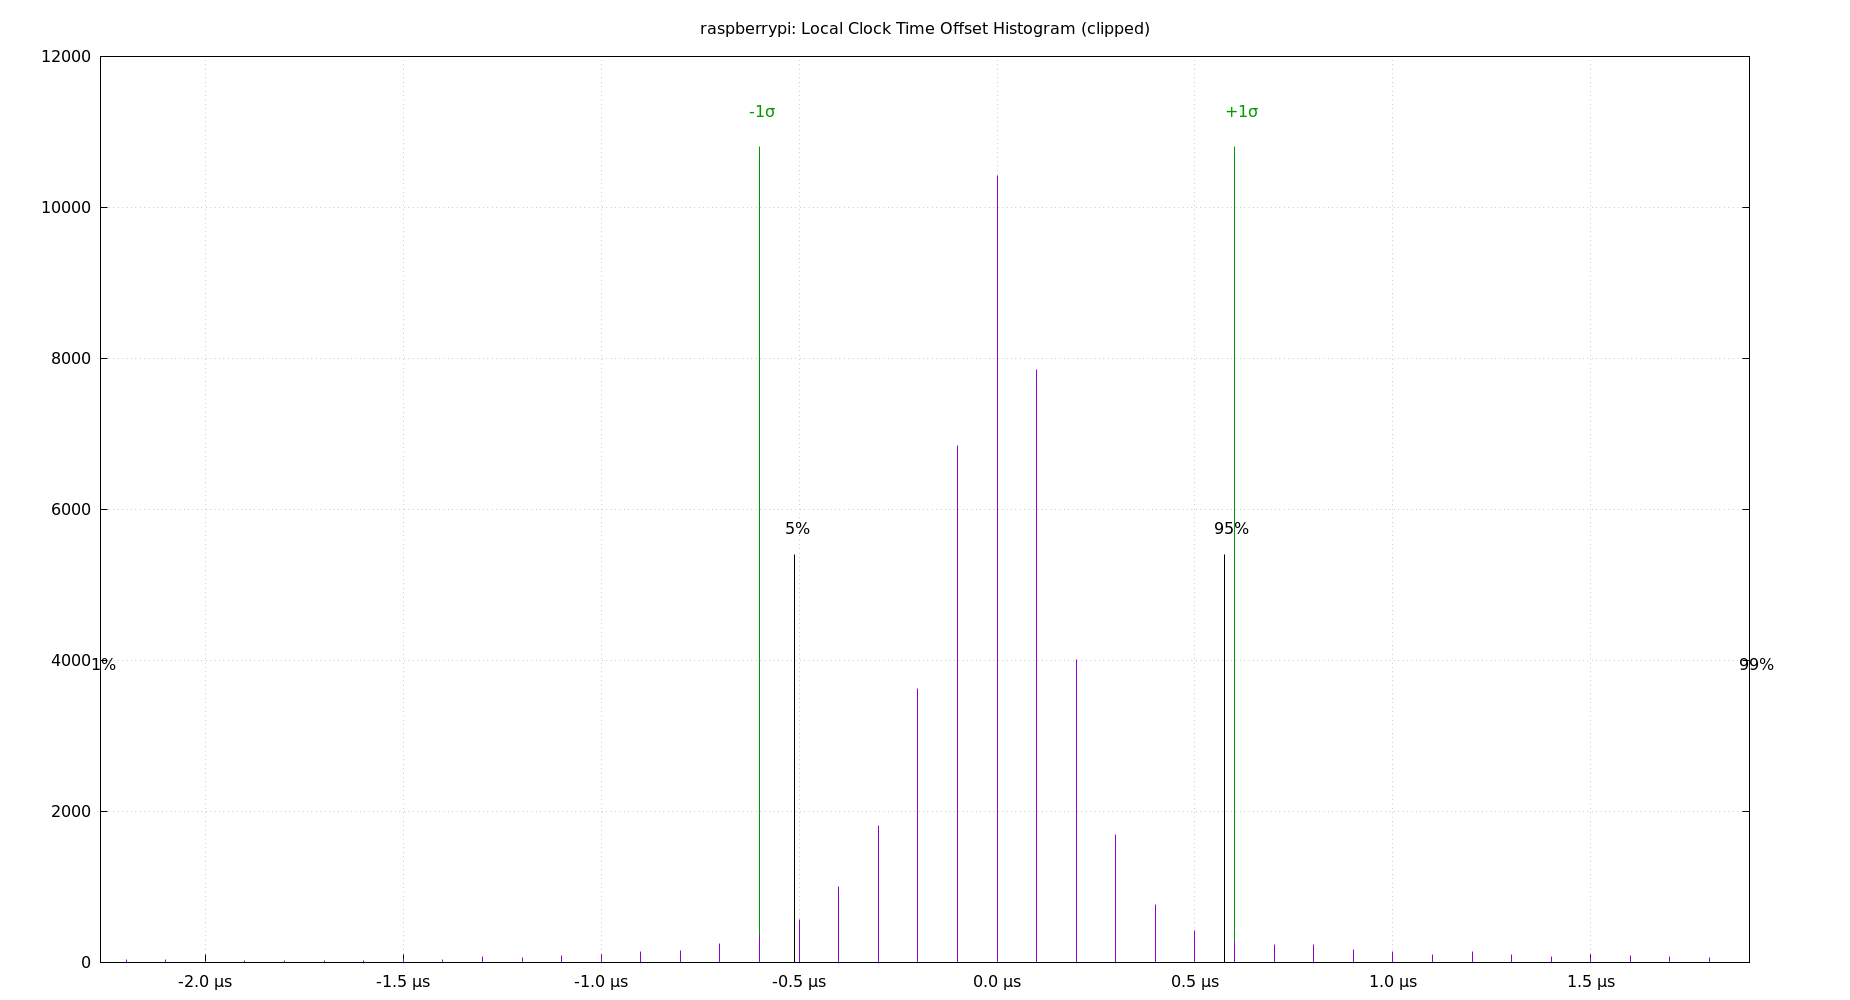 raspberrypi: Local Clock Time Offset Histogram (clipped)
12000
-1σ +1σ
10000
8000
6000
5% 95%
4000 1% 99%
2000
0
-2.0 µs -1.5 µs -1.0 µs -0.5 µs 0.0 µs 0.5 µs 1.0 µs 1.5 µs